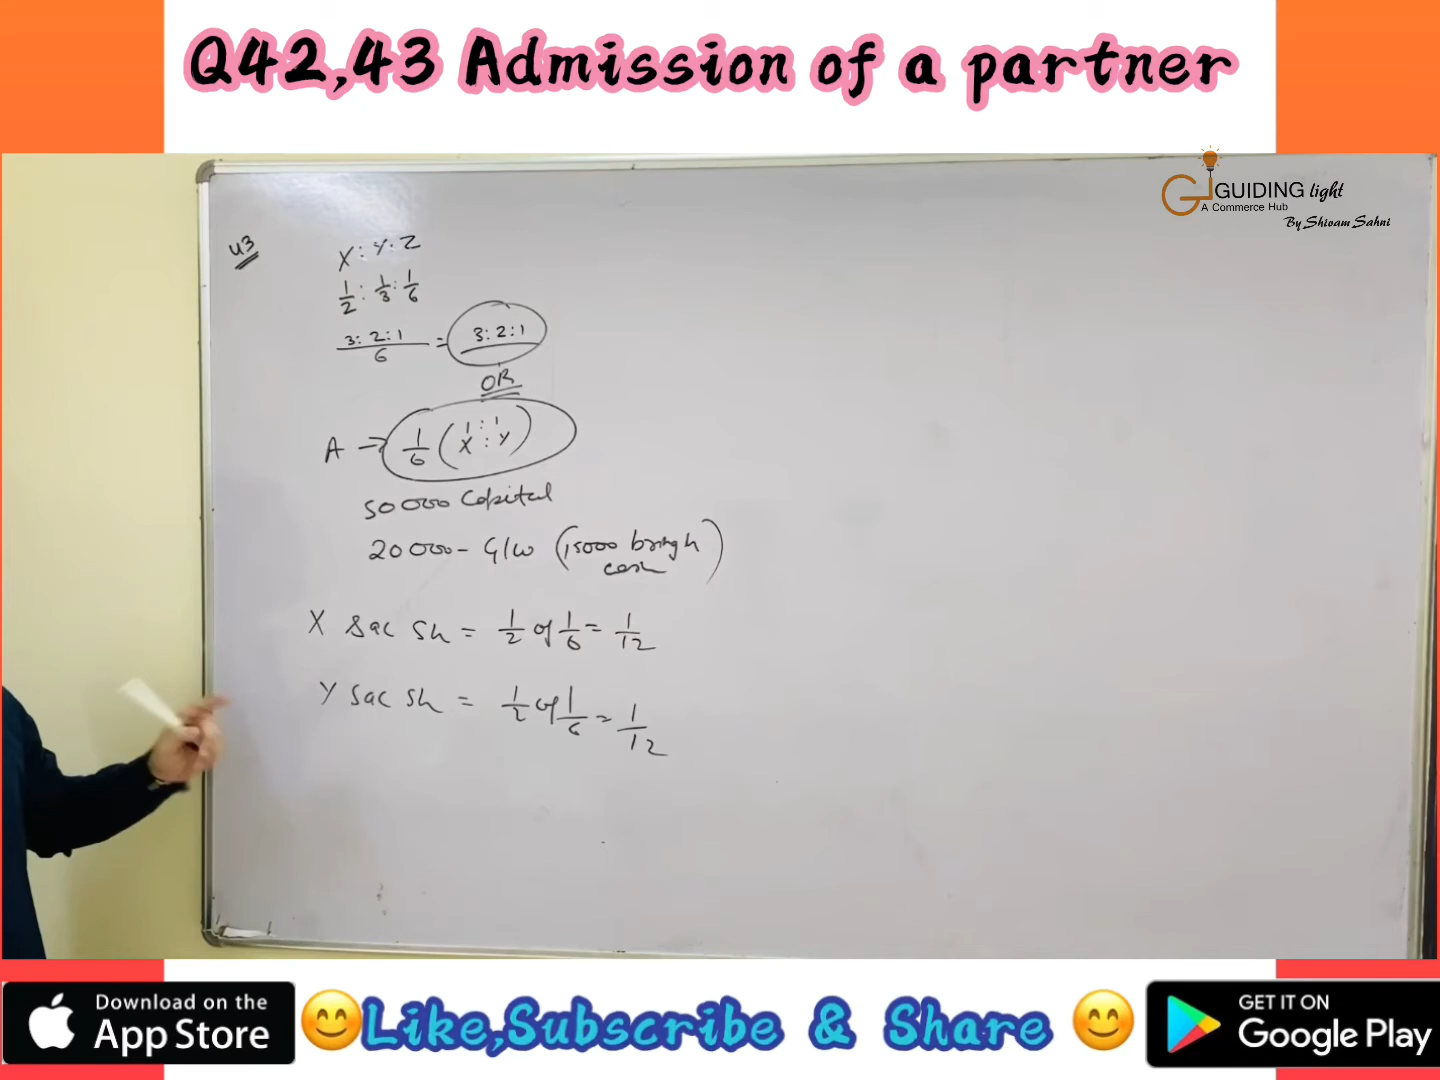 Q42,43 Admission of a partner
GUIDING light
A Commerce Hub
By Shivam Sahni
43
X : Y : Z
1/2 : 1/3 : 1/6
3 : 2 : 1 / 6 = 3 : 2 : 1
OR
A → 1/6 ( X : Y ) 1 : 1
50000 Capital
20000 - G/W (15000 brough cash)
X Sac Sh = 1/2 of 1/6 = 1/12
Y Sac Sh = 1/2 of 1/6 = 1/12
Download on the
App Store
😊Like,Subscribe & Share 😊
GET IT ON
Google Play